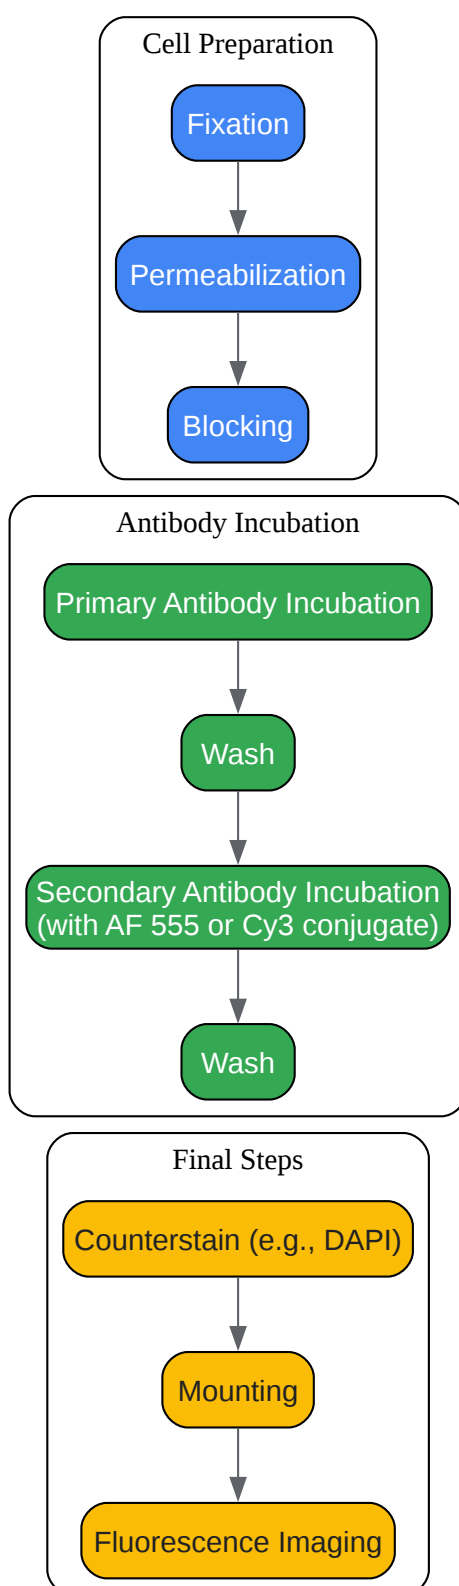 Cell Preparation
Fixation
Permeabilization
Blocking
Antibody Incubation
Primary Antibody Incubation
Wash
Secondary Antibody Incubation
(with AF 555 or Cy3 conjugate)
Wash
Final Steps
Counterstain (e.g., DAPI)
Mounting
Fluorescence Imaging